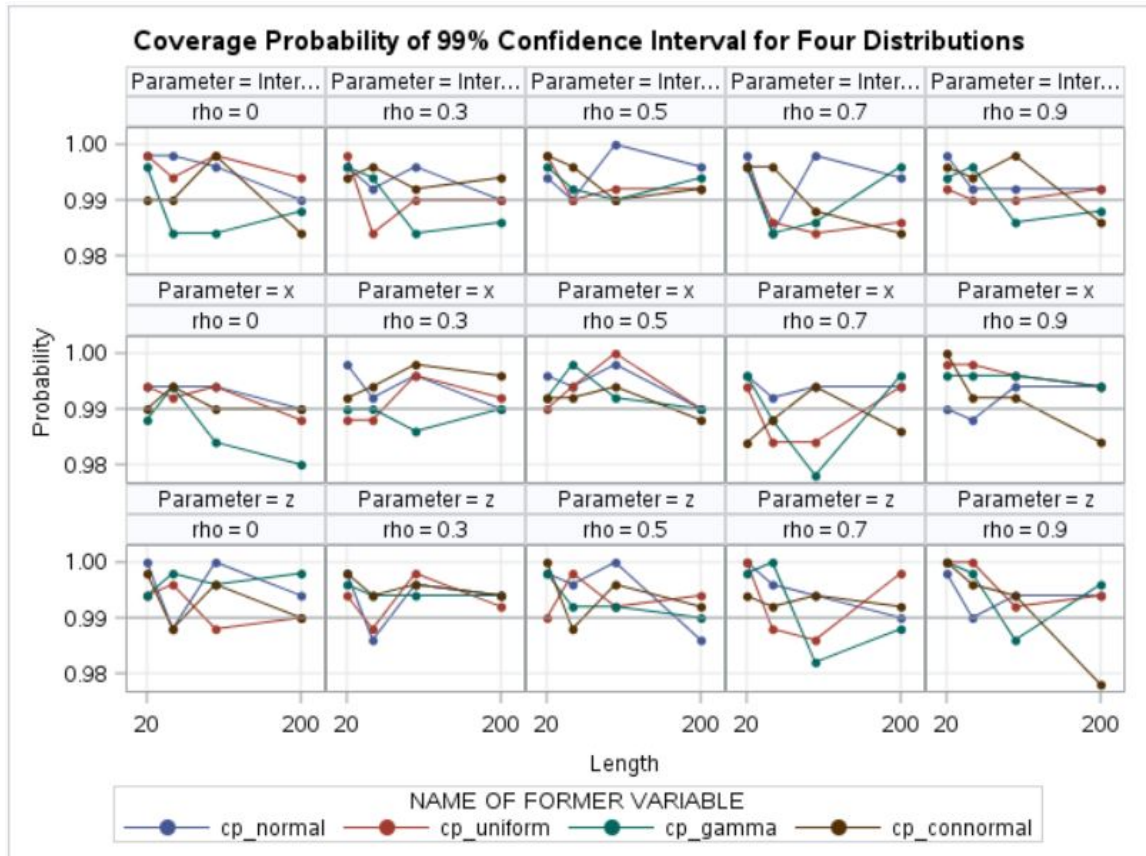 Coverage Probability of 99% Confidence Interval for Four Distributions
Parameter = Inter... Parameter = Inter... Parameter = Inter... Parameter = Inter... Parameter = Inter...
rho = 0 rho = 0.3 rho = 0.5 rho = 0.7 rho = 0.9
1.00
0.99
0.98
Parameter = x Parameter = x Parameter = x Parameter = x Parameter = x
rho = 0 rho = 0.3 rho = 0.5 rho = 0.7 rho = 0.9
1.00
0.99
0.98
Probability
Parameter = z Parameter = z Parameter = z Parameter = z Parameter = z
rho = 0 rho = 0.3 rho = 0.5 rho = 0.7 rho = 0.9
1.00
0.99
0.98
20 200 20 200 20 200 20 200 20 200
Length
NAME OF FORMER VARIABLE
cp_normal cp_uniform cp_gamma cp_connormal